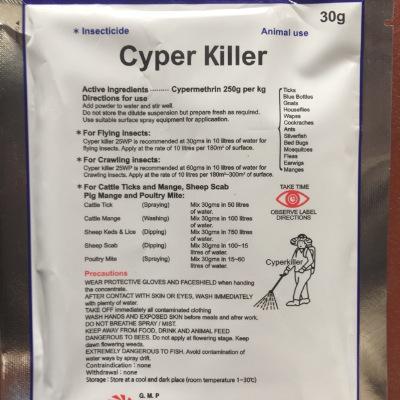 30g
* Insecticide
Animal use
Cyper Killer
Active Ingredients ......... Cypermethrin 250g per kg
Directions for use
Add powder to water and stir well.
Do not store the dilute suspension but prepare fresh as required.
Use suitable surface spray equipment for applicaation.
* For Flying Insects:
Cyper killer 25WP is recommended at 30gms in 10 litres of water for
flying insects. Apply at the rate of 10 litres per 180m² of surface.
* For Crawling insects:
Cyper killer 25WP is recommected at 60gms in 10 litres of water for
Crawling insects. Apply at the rate of 10 litres per 180m²-300m² of surface.
Ticks
Blue Bottles
Gnats
Houseflies
Wapes
Cockraches
Ants
Silverfish
Bed Bugs
Mosquitoes
Fleas
Earwigs
Manges
* For Cattle Ticks and Mange, Sheep Scab
Pig Mange and Poultry Mite:
Cattle Tick (Spraying) Mix 30gms in 50 litres
of water.
Cattle Mange (Washing) Mix 30gms in 100 litres
of water.
Sheep Keds & Lice (Dipping) Mix 30gms in 750 litres
of water.
Sheep Scab (Dipping) Mix 30gms in 100-15
litres of water.
Poultry Mite (Spraying) Mix 30gms in 15-60
litres of water.
TAKE TIME
OBSERVE LABEL
DIRECTIONS
Cyperkiller
Precautions
WEAR PROTECTIVE GLOVES AND FACESHIELD when handing
the concentrate.
AFTER CONTACT WITH SKIN OR EYES, WASH IMMEDIATELY
with plenty of water.
TAKE OFF immediately all contaminated clothing
WASH HANDS AND EXPOSED SKIN before meals and after work.
DO NOT BREATHE SPRAY / MIST.
KEEP AWAY FROM FOOD, DRINK AND ANIMAL FEED
DANGEROUS TO BEES. Do not apply at flowering stage. Keep
dawn flowering weeds.
EXTREMELY DANGEROUS TO FISH. Avoid comtamination of
water ways by spray drift.
Contraindication : none
Withdrawal : none
Storage : Store at a cool and dark place (room temperature 1~30℃)
G. M. P